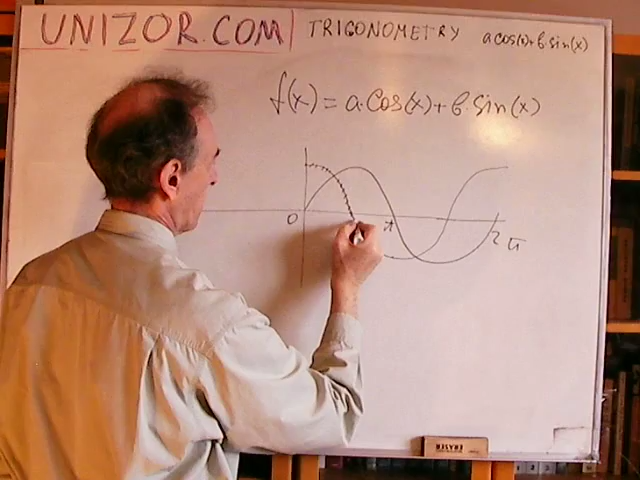 UNIZOR.COM | TRIGONOMETRY a cos(x)+b.sin(x)
f(x) = a.Cos(x)+b.sin(x)
0 π 2π